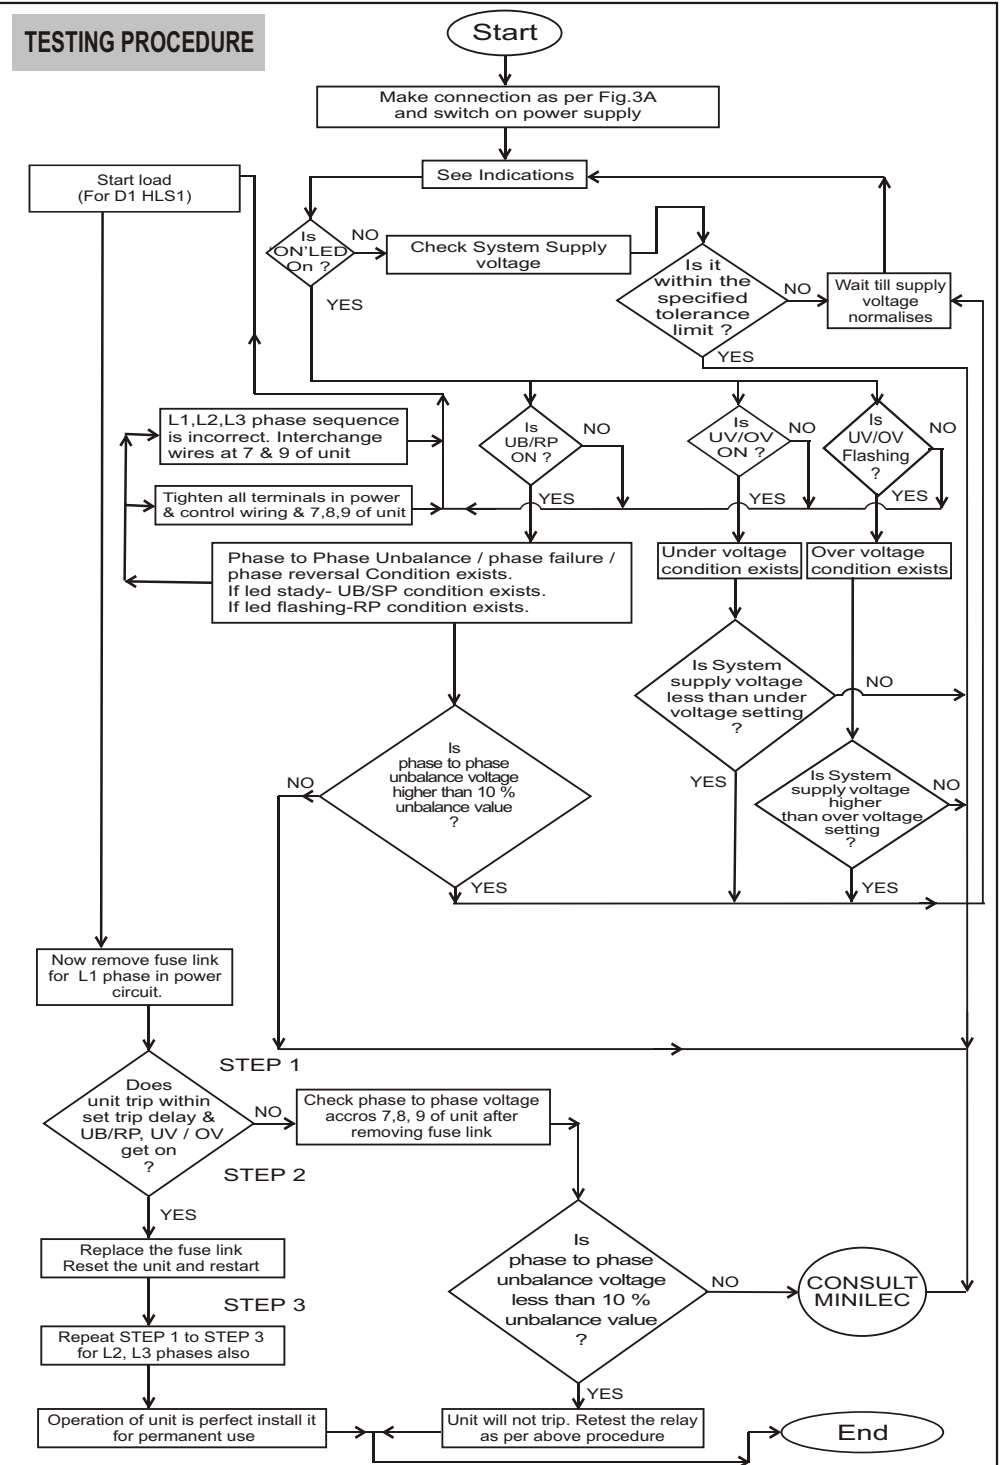 TESTING PROCEDURE
Start
Make connection as per Fig.3A
and switch on power supply
See Indications
Start load
(For D1 HLS1)
Is
'ON'LED
On ?
NO
YES
Check System Supply
voltage
Is it
within the
specified
tolerance
limit ?
NO
YES
Wait till supply
voltage
normalises
L1,L2,L3 phase sequence
is incorrect. Interchange
wires at 7 & 9 of unit
Tighten all terminals in power
& control wiring & 7,8,9 of unit
Is
UB/RP
ON ?
NO
YES
Is
UV/OV
ON ?
NO
YES
Is
UV/OV
Flashing
?
NO
YES
Phase to Phase Unbalance / phase failure /
phase reversal Condition exists.
If led stady- UB/SP condition exists.
If led flashing-RP condition exists.
Under voltage
condition exists
Over voltage
condition exists
Is System
supply voltage
less than under
voltage setting
?
NO
YES
Is
phase to phase
unbalance voltage
higher than 10 %
unbalance value
?
NO
YES
Is System
supply voltage
higher
than over voltage
setting
?
NO
YES
Now remove fuse link
for L1 phase in power
circuit.
STEP 1
Does
unit trip within
set trip delay &
UB/RP, UV / OV
get on
?
NO
YES
Check phase to phase voltage
accros 7,8, 9 of unit after
removing fuse link
STEP 2
Replace the fuse link
Reset the unit and restart
Is
phase to phase
unbalance voltage
less than 10 %
unbalance value
?
NO
YES
CONSULT
MINILEC
STEP 3
Repeat STEP 1 to STEP 3
for L2, L3 phases also
Operation of unit is perfect install it
for permanent use
Unit will not trip. Retest the relay
as per above procedure
End